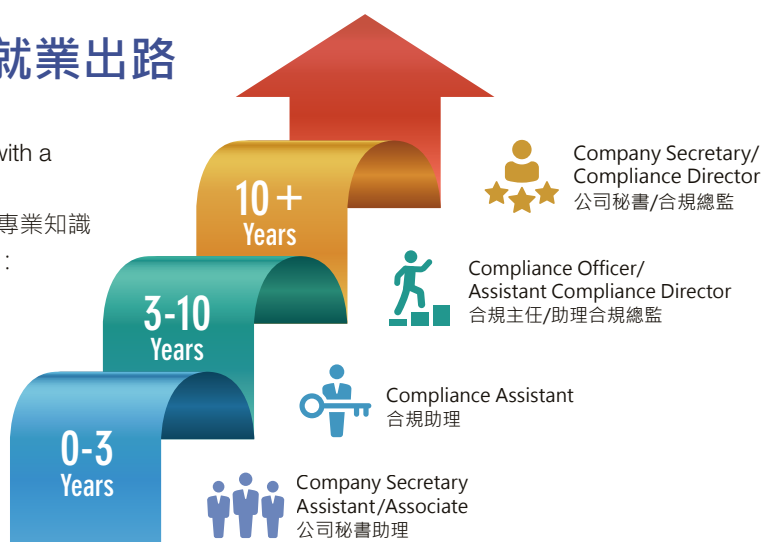 就業出路
with a
專業知識
：
10+
Years
Company Secretary/
Compliance Director
公司秘書/合規總監
3-10
Years
Compliance Officer/
Assistant Compliance Director
合規主任/助理合規總監
Compliance Assistant
合規助理
0-3
Years
Company Secretary
Assistant/Associate
公司秘書助理